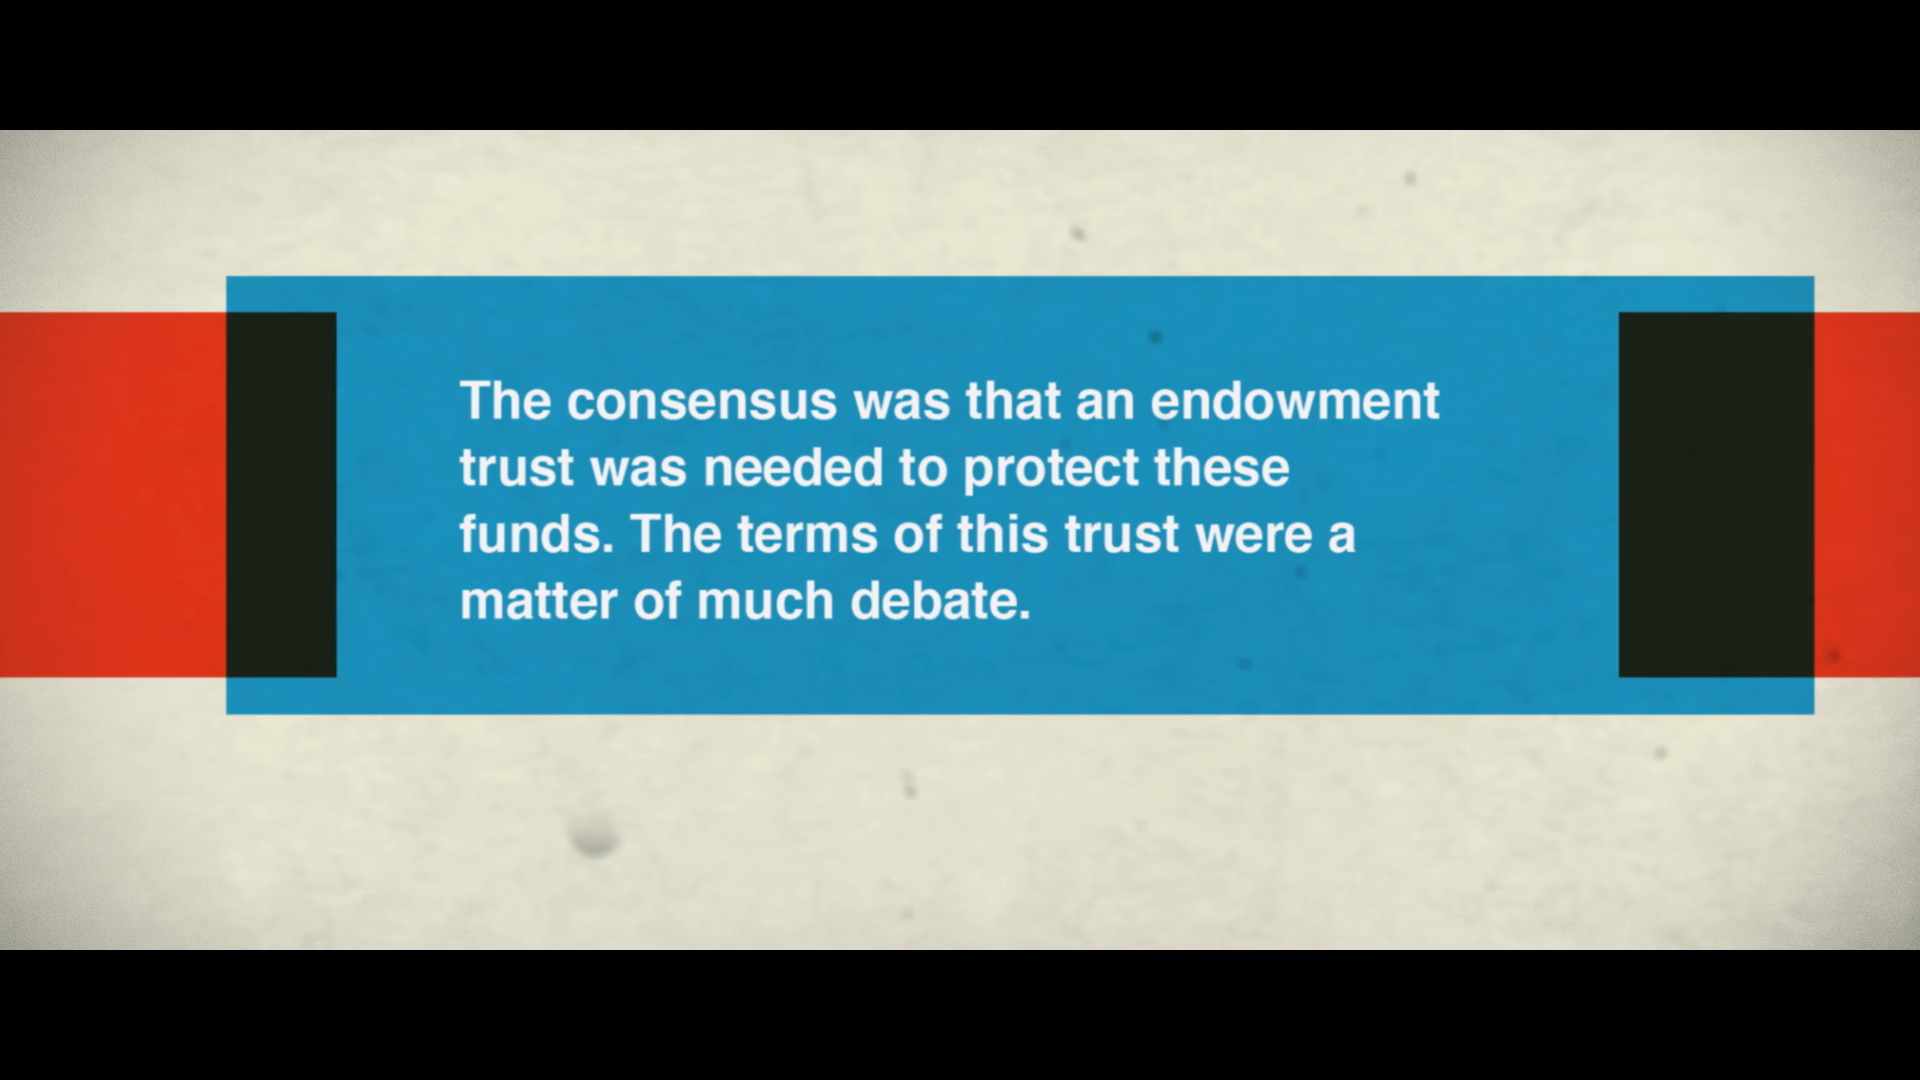 The consensus was that an endowment
trust was needed to protect these
funds. The terms of this trust were a
matter of much debate.